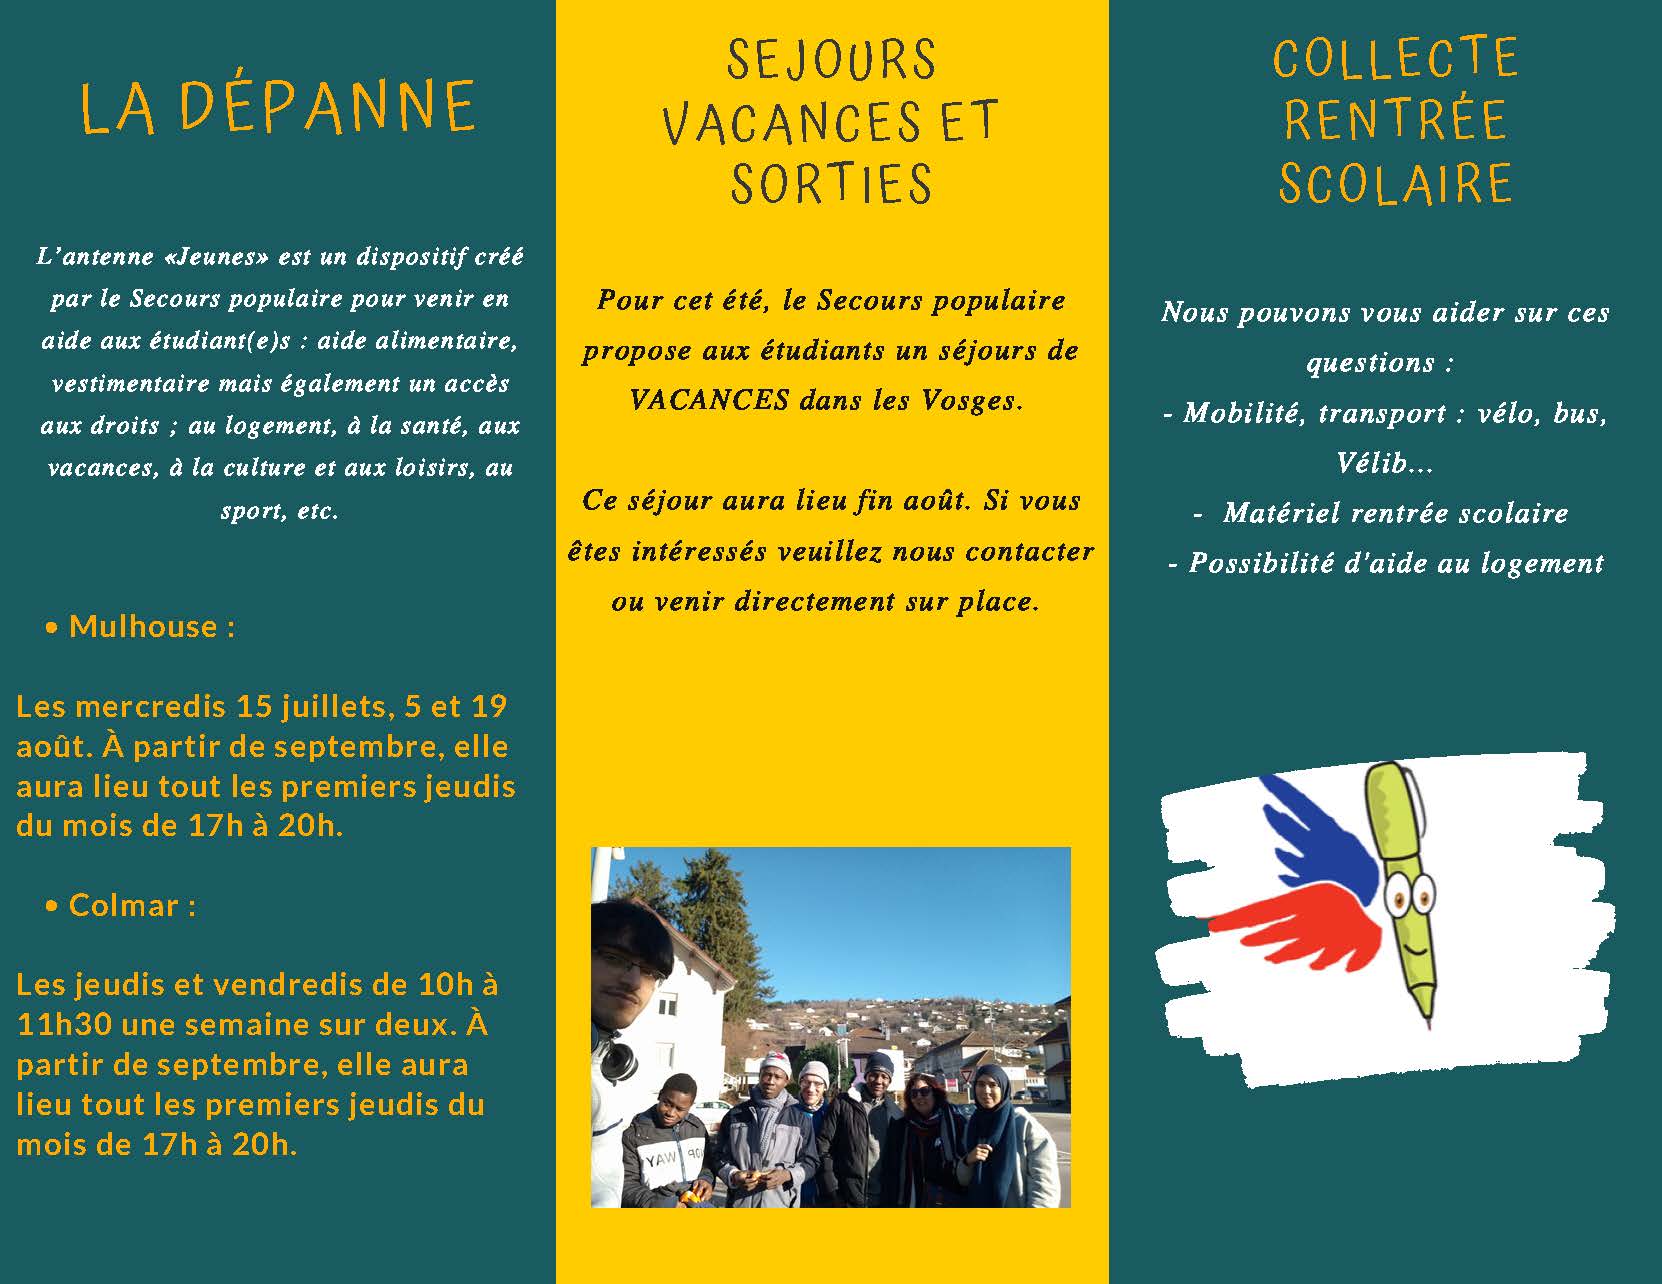 LA DÉPANNE
L'antenne «Jeunes» est un dispositif créé
par le Secours populaire pour venir en
aide aux étudiant(e)s : aide alimentaire,
vestimentaire mais également un accès
aux droits ; au logement, à la santé, aux
vacances, à la culture et aux loisirs, au
sport, etc.
• Mulhouse :
Les mercredis 15 juillets, 5 et 19
août. À partir de septembre, elle
aura lieu tout les premiers jeudis
du mois de 17h à 20h.
• Colmar :
Les jeudis et vendredis de 10h à
11h30 une semaine sur deux. À
partir de septembre, elle aura
lieu tout les premiers jeudis du
mois de 17h à 20h.
SEJOURS
VACANCES ET
SORTIES
Pour cet été, le Secours populaire
propose aux étudiants un séjours de
VACANCES dans les Vosges.
Ce séjour aura lieu fin août. Si vous
êtes intéressés veuillez nous contacter
ou venir directement sur place.
COLLECTE
RENTRÉE
SCOLAIRE
Nous pouvons vous aider sur ces
questions :
- Mobilité, transport : vélo, bus,
Vélib...
- Matériel rentrée scolaire
- Possibilité d'aide au logement